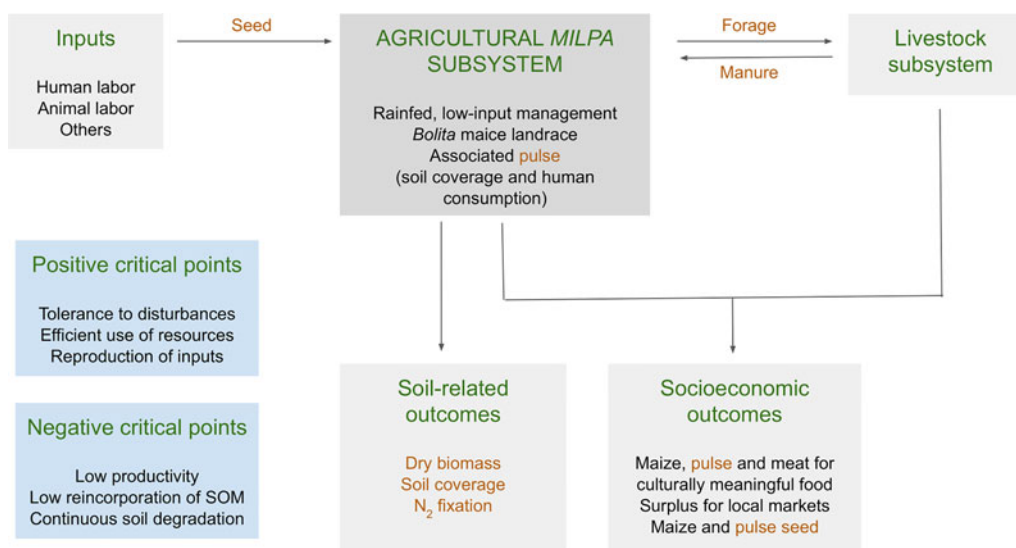 Inputs
Human labor
Animal labor
Others
Seed
AGRICULTURAL MILPA
SUBSYSTEM
Rainfed, low-input management
Bolita maice landrace
Associated pulse
(soil coverage and human
consumption)
Forage
Manure
Livestock
subsystem
Positive critical points
Tolerance to disturbances
Efficient use of resources
Reproduction of inputs
Negative critical points
Low productivity
Low reincorporation of SOM
Continuous soil degradation
Soil-related
outcomes
Dry biomass
Soil coverage
N₂ fixation
Socioeconomic
outcomes
Maize, pulse and meat for
culturally meaningful food
Surplus for local markets
Maize and pulse seed